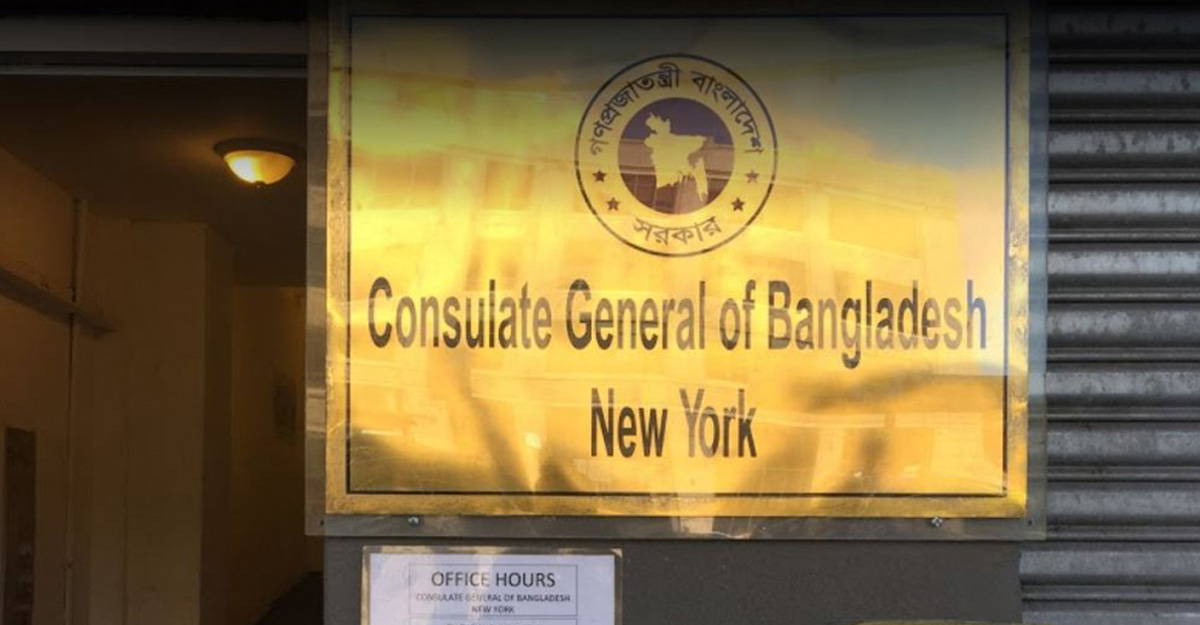 গণপ্রজাতন্ত্রী বাংলাদেশ
সরকার
Consulate General of Bangladesh
New York
OFFICE HOURS
CONSULATE GENERAL OF BANGLADESH
NEW YORK